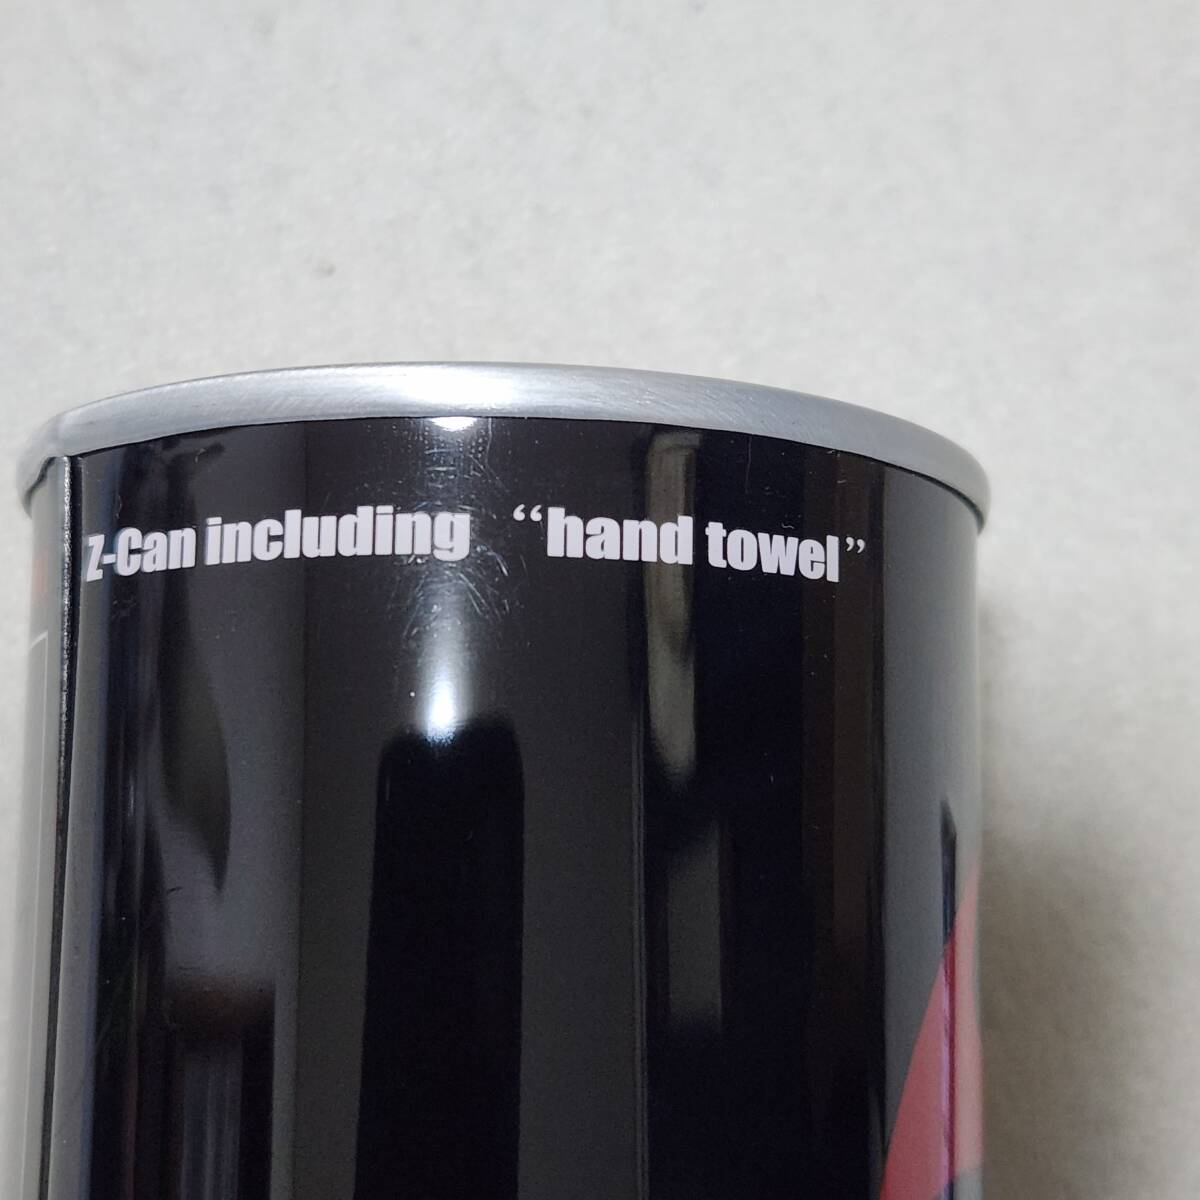 Z-Can including “hand towel”